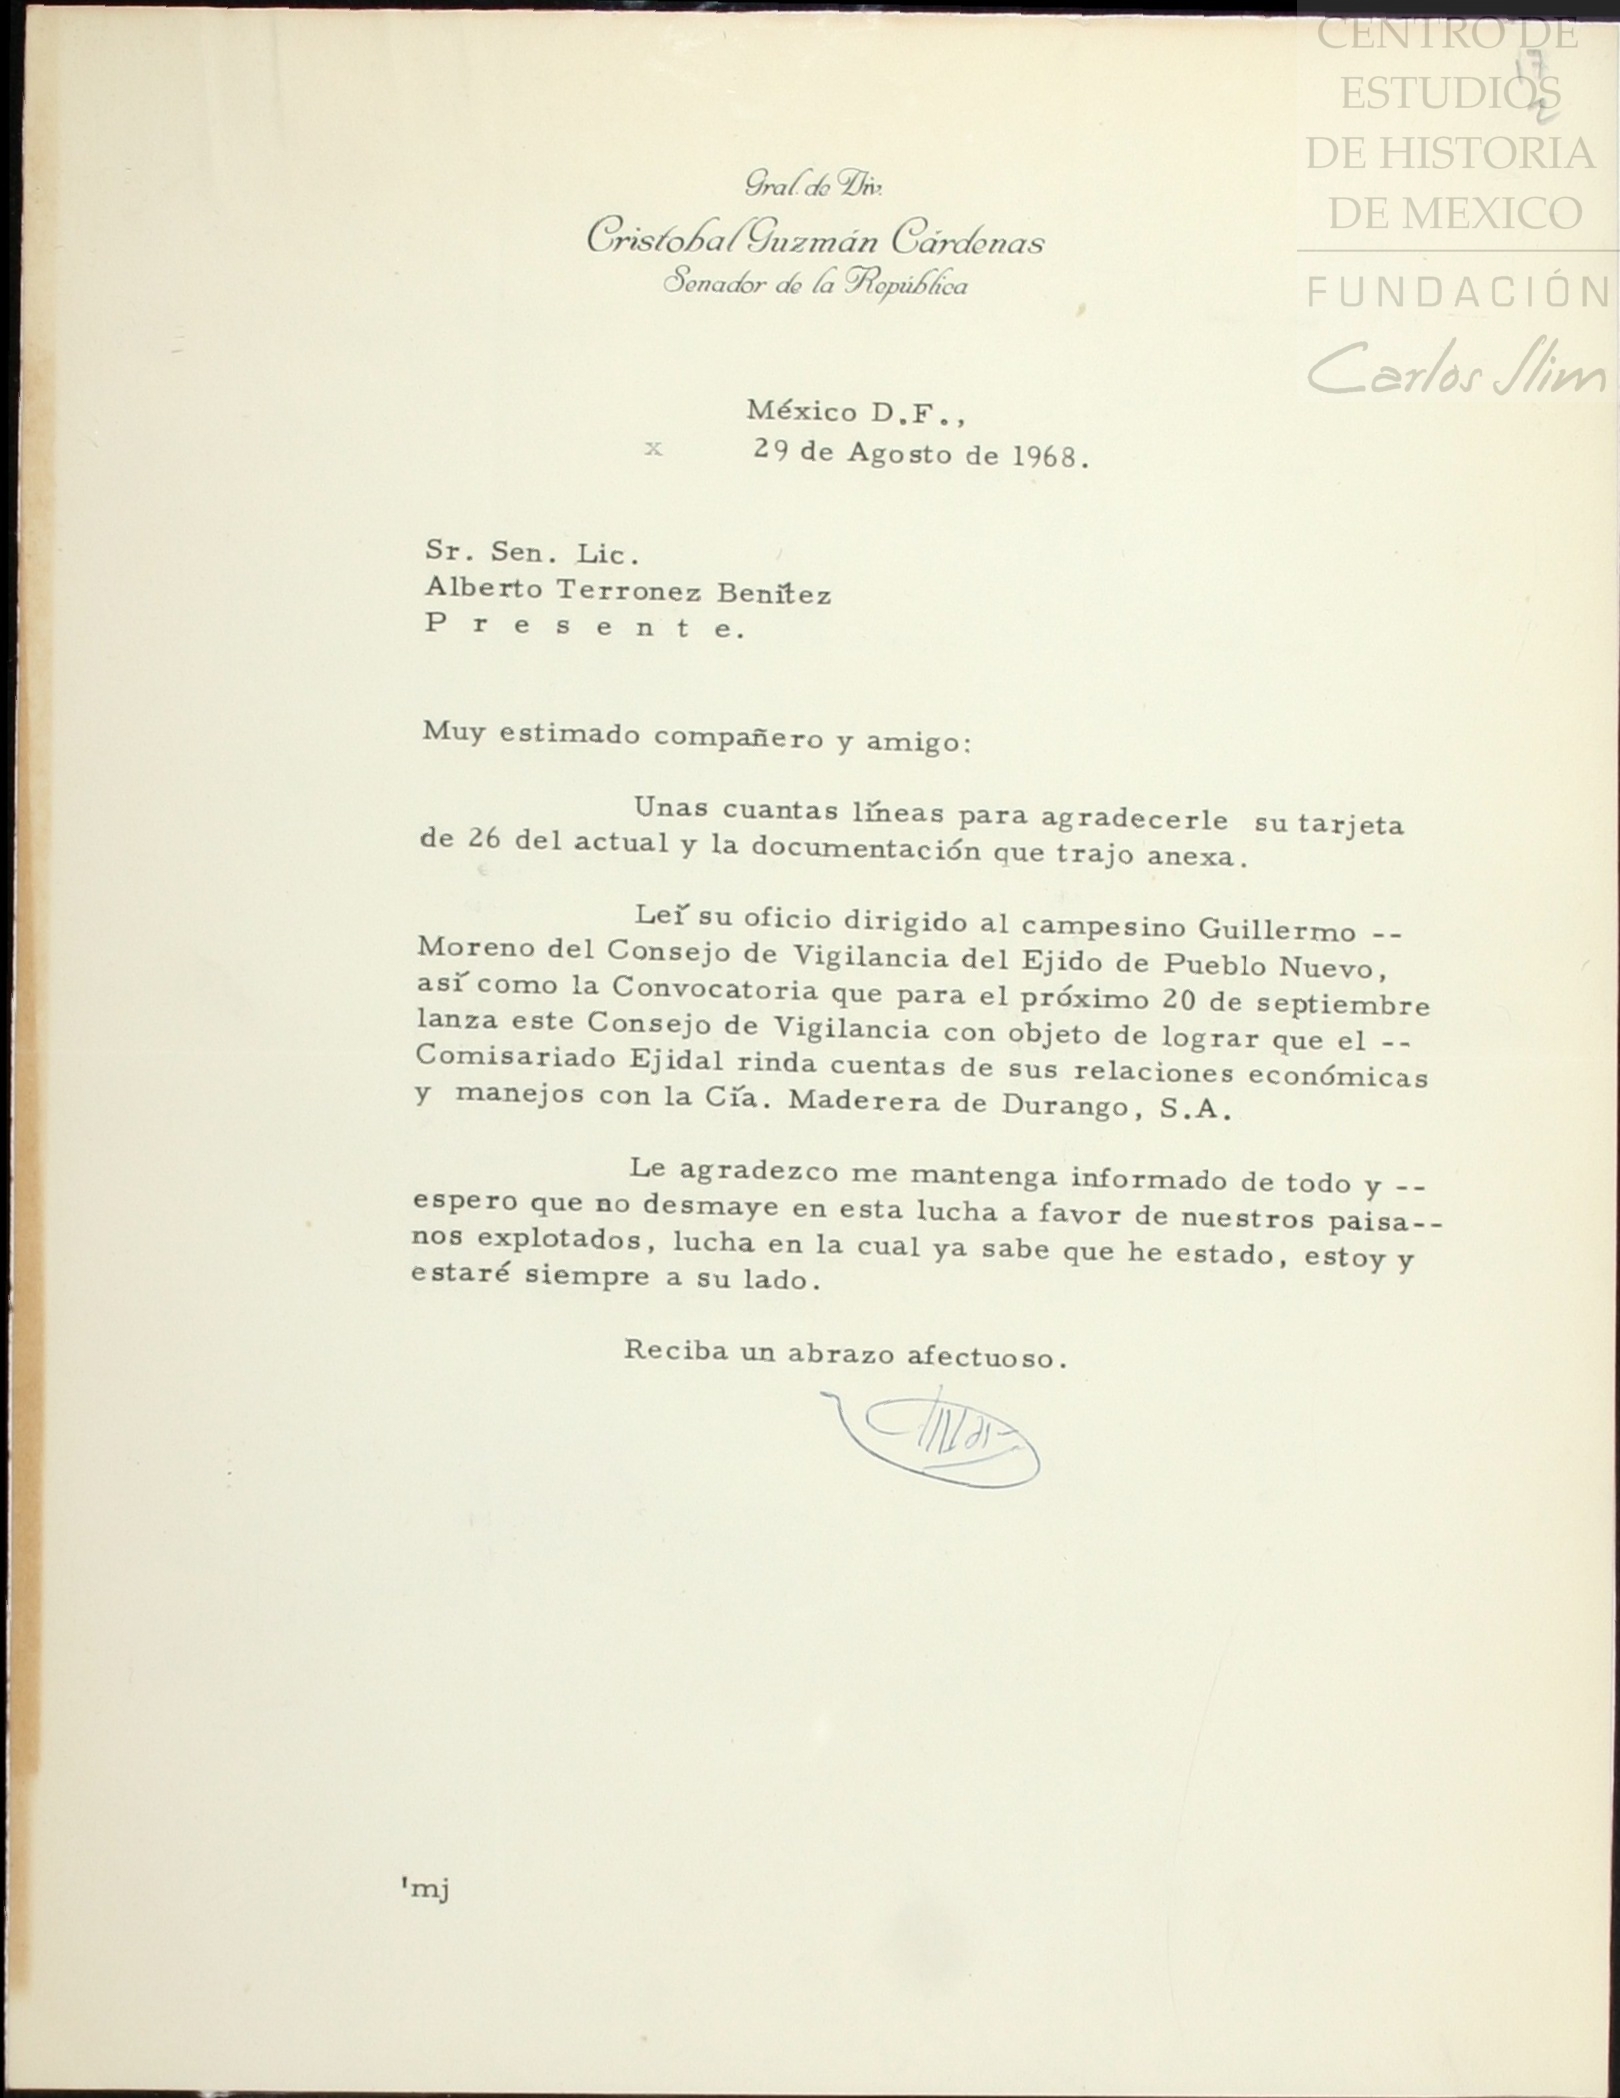 CENTRO DE
ESTUDIOS
DE HISTORIA
DE MEXICO
FUNDACIÓN
Carlos Slim
17
2
Gral. de Div.
Cristobal Guzmán Cárdenas
Senador de la República
México D.F.,
x 29 de Agosto de 1968.
Sr. Sen. Lic.
Alberto Terronez Benítez
P r e s e n t e.
Muy estimado compañero y amigo:
Unas cuantas líneas para agradecerle su tarjeta
de 26 del actual y la documentación que trajo anexa.
Leí su oficio dirigido al campesino Guillermo --
Moreno del Consejo de Vigilancia del Ejido de Pueblo Nuevo,
así como la Convocatoria que para el próximo 20 de septiembre
lanza este Consejo de Vigilancia con objeto de lograr que el --
Comisariado Ejidal rinda cuentas de sus relaciones económicas
y manejos con la Cía. Maderera de Durango, S.A.
Le agradezco me mantenga informado de todo y --
espero que no desmaye en esta lucha a favor de nuestros paisa--
nos explotados, lucha en la cual ya sabe que he estado, estoy y
estaré siempre a su lado.
Reciba un abrazo afectuoso.
'mj